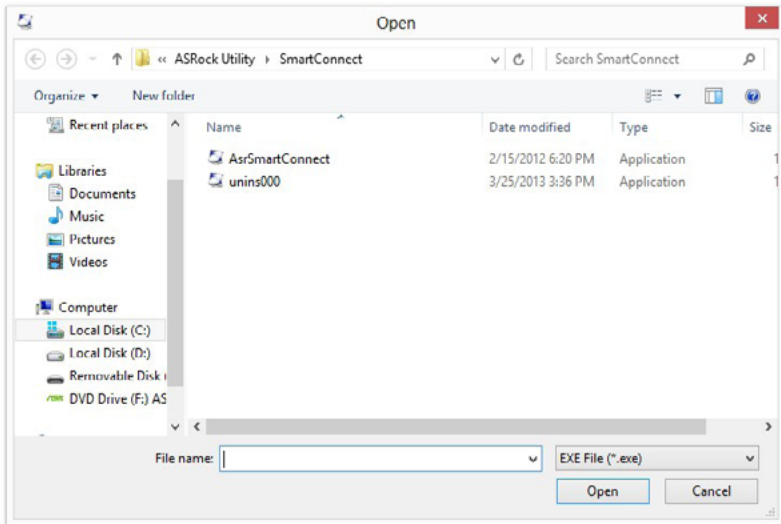 Open
« ASRock Utility SmartConnect Search SmartConnect
Organize New folder
Recent places
Libraries
Documents
Music
Pictures
Videos
Computer
Local Disk (C:)
Local Disk (D:)
Removable Disk
DVD Drive (F:) AS
Name Date modified Type Size
AsrSmartConnect 2/15/2012 6:20 PM Application 1
unins000 3/25/2013 3:36 PM Application 1
File name: EXE File (*.exe)
Open Cancel